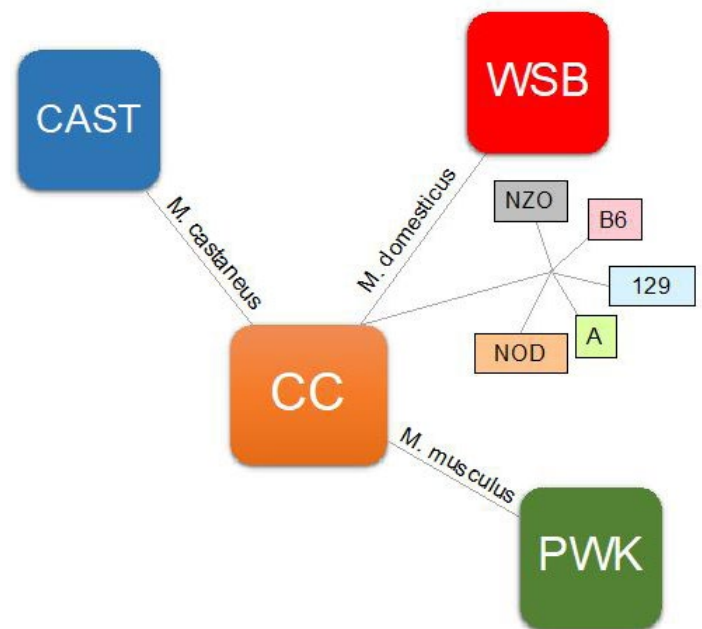 WSB
CAST
M. castaneus
M. domesticus
NZO
B6
129
A
NOD
CC
M. musculus
PWK